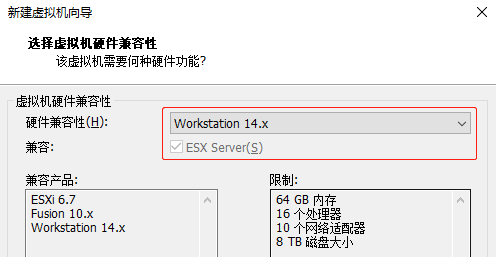 新建虚拟机向导
选择虚拟机硬件兼容性
该虚拟机需要何种硬件功能?
虚拟机硬件兼容性
硬件兼容性(H):
Workstation 14.x
兼容:
ESX Server(S)
兼容产品:
ESXi 6.7
Fusion 10.x
Workstation 14.x
限制:
64 GB 内存
16 个处理器
10 个网络适配器
8 TB 磁盘大小